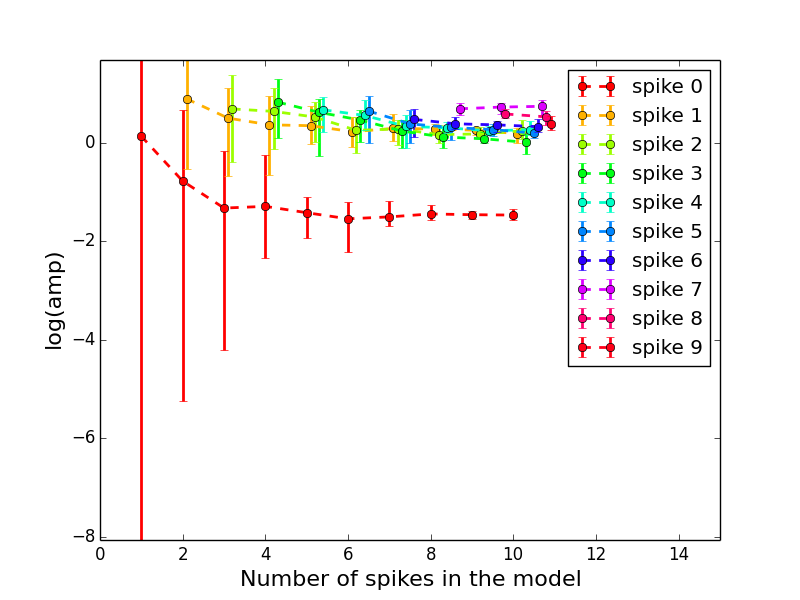 spike 0
spike 1
spike 2
spike 3
spike 4
spike 5
spike 6
spike 7
spike 8
spike 9
0
−2
−4
−6
−8
log(amp)
0 2 4 6 8 10 12 14
Number of spikes in the model